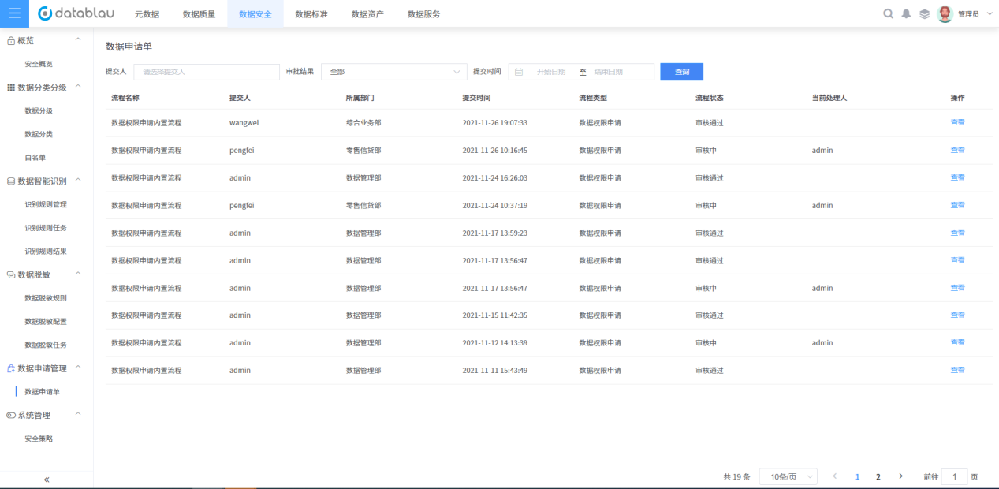 datablau 元数据 数据质量 数据安全 数据标准 数据资产 数据服务 管理员
概览
安全概览
数据分类分级
数据分级
数据分类
白名单
数据智能识别
识别规则管理
识别规则任务
识别规则结果
数据脱敏
数据脱敏规则
数据脱敏配置
数据脱敏任务
数据申请管理
数据申请单
系统管理
安全策略
«
数据申请单
提交人 请选择提交人 审批结果 全部 提交时间 开始日期 至 结束日期 查询
流程名称 提交人 所属部门 提交时间 流程类型 流程状态 当前处理人 操作
数据权限申请内置流程 wangwei 综合业务部 2021-11-26 19:07:33 数据权限申请 审核通过 查看
数据权限申请内置流程 pengfei 零售信贷部 2021-11-26 10:16:45 数据权限申请 审核中 admin 查看
数据权限申请内置流程 admin 数据管理部 2021-11-24 16:26:03 数据权限申请 审核通过 查看
数据权限申请内置流程 pengfei 零售信贷部 2021-11-24 10:37:19 数据权限申请 审核中 admin 查看
数据权限申请内置流程 admin 数据管理部 2021-11-17 13:59:23 数据权限申请 审核通过 查看
数据权限申请内置流程 admin 数据管理部 2021-11-17 13:56:47 数据权限申请 审核通过 查看
数据权限申请内置流程 admin 数据管理部 2021-11-17 13:56:47 数据权限申请 审核中 admin 查看
数据权限申请内置流程 admin 数据管理部 2021-11-15 11:42:35 数据权限申请 审核通过 查看
数据权限申请内置流程 admin 数据管理部 2021-11-12 14:13:39 数据权限申请 审核中 admin 查看
数据权限申请内置流程 admin 数据管理部 2021-11-11 15:43:49 数据权限申请 审核通过 查看
共 19 条 10条/页 < 1 2 > 前往 1 页